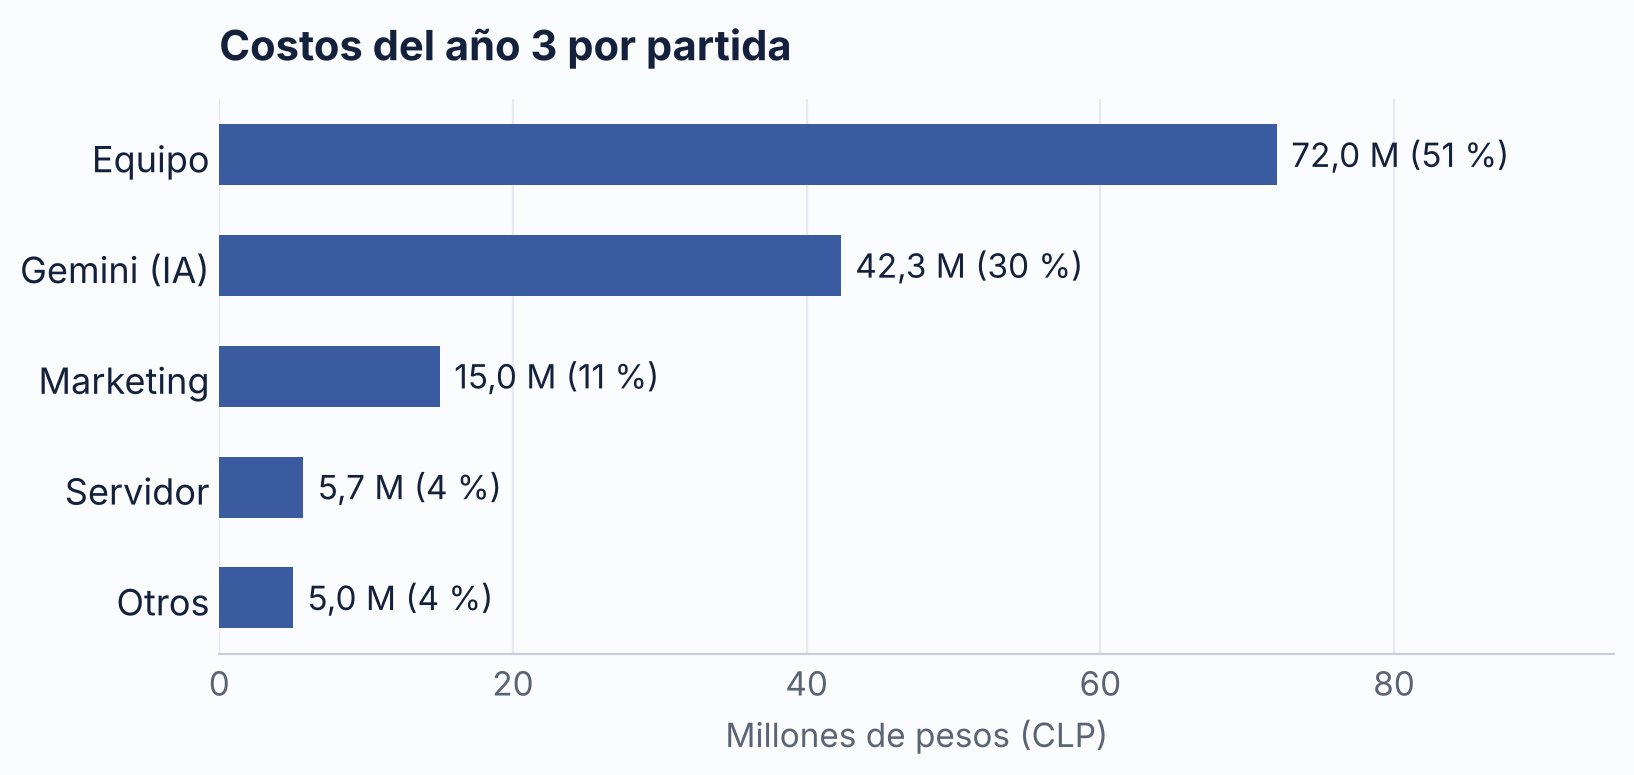 Costos del año 3 por partida
Equipo 72,0 M (51 %)
Gemini (IA) 42,3 M (30 %)
Marketing 15,0 M (11 %)
Servidor 5,7 M (4 %)
Otros 5,0 M (4 %)
0 20 40 60 80
Millones de pesos (CLP)